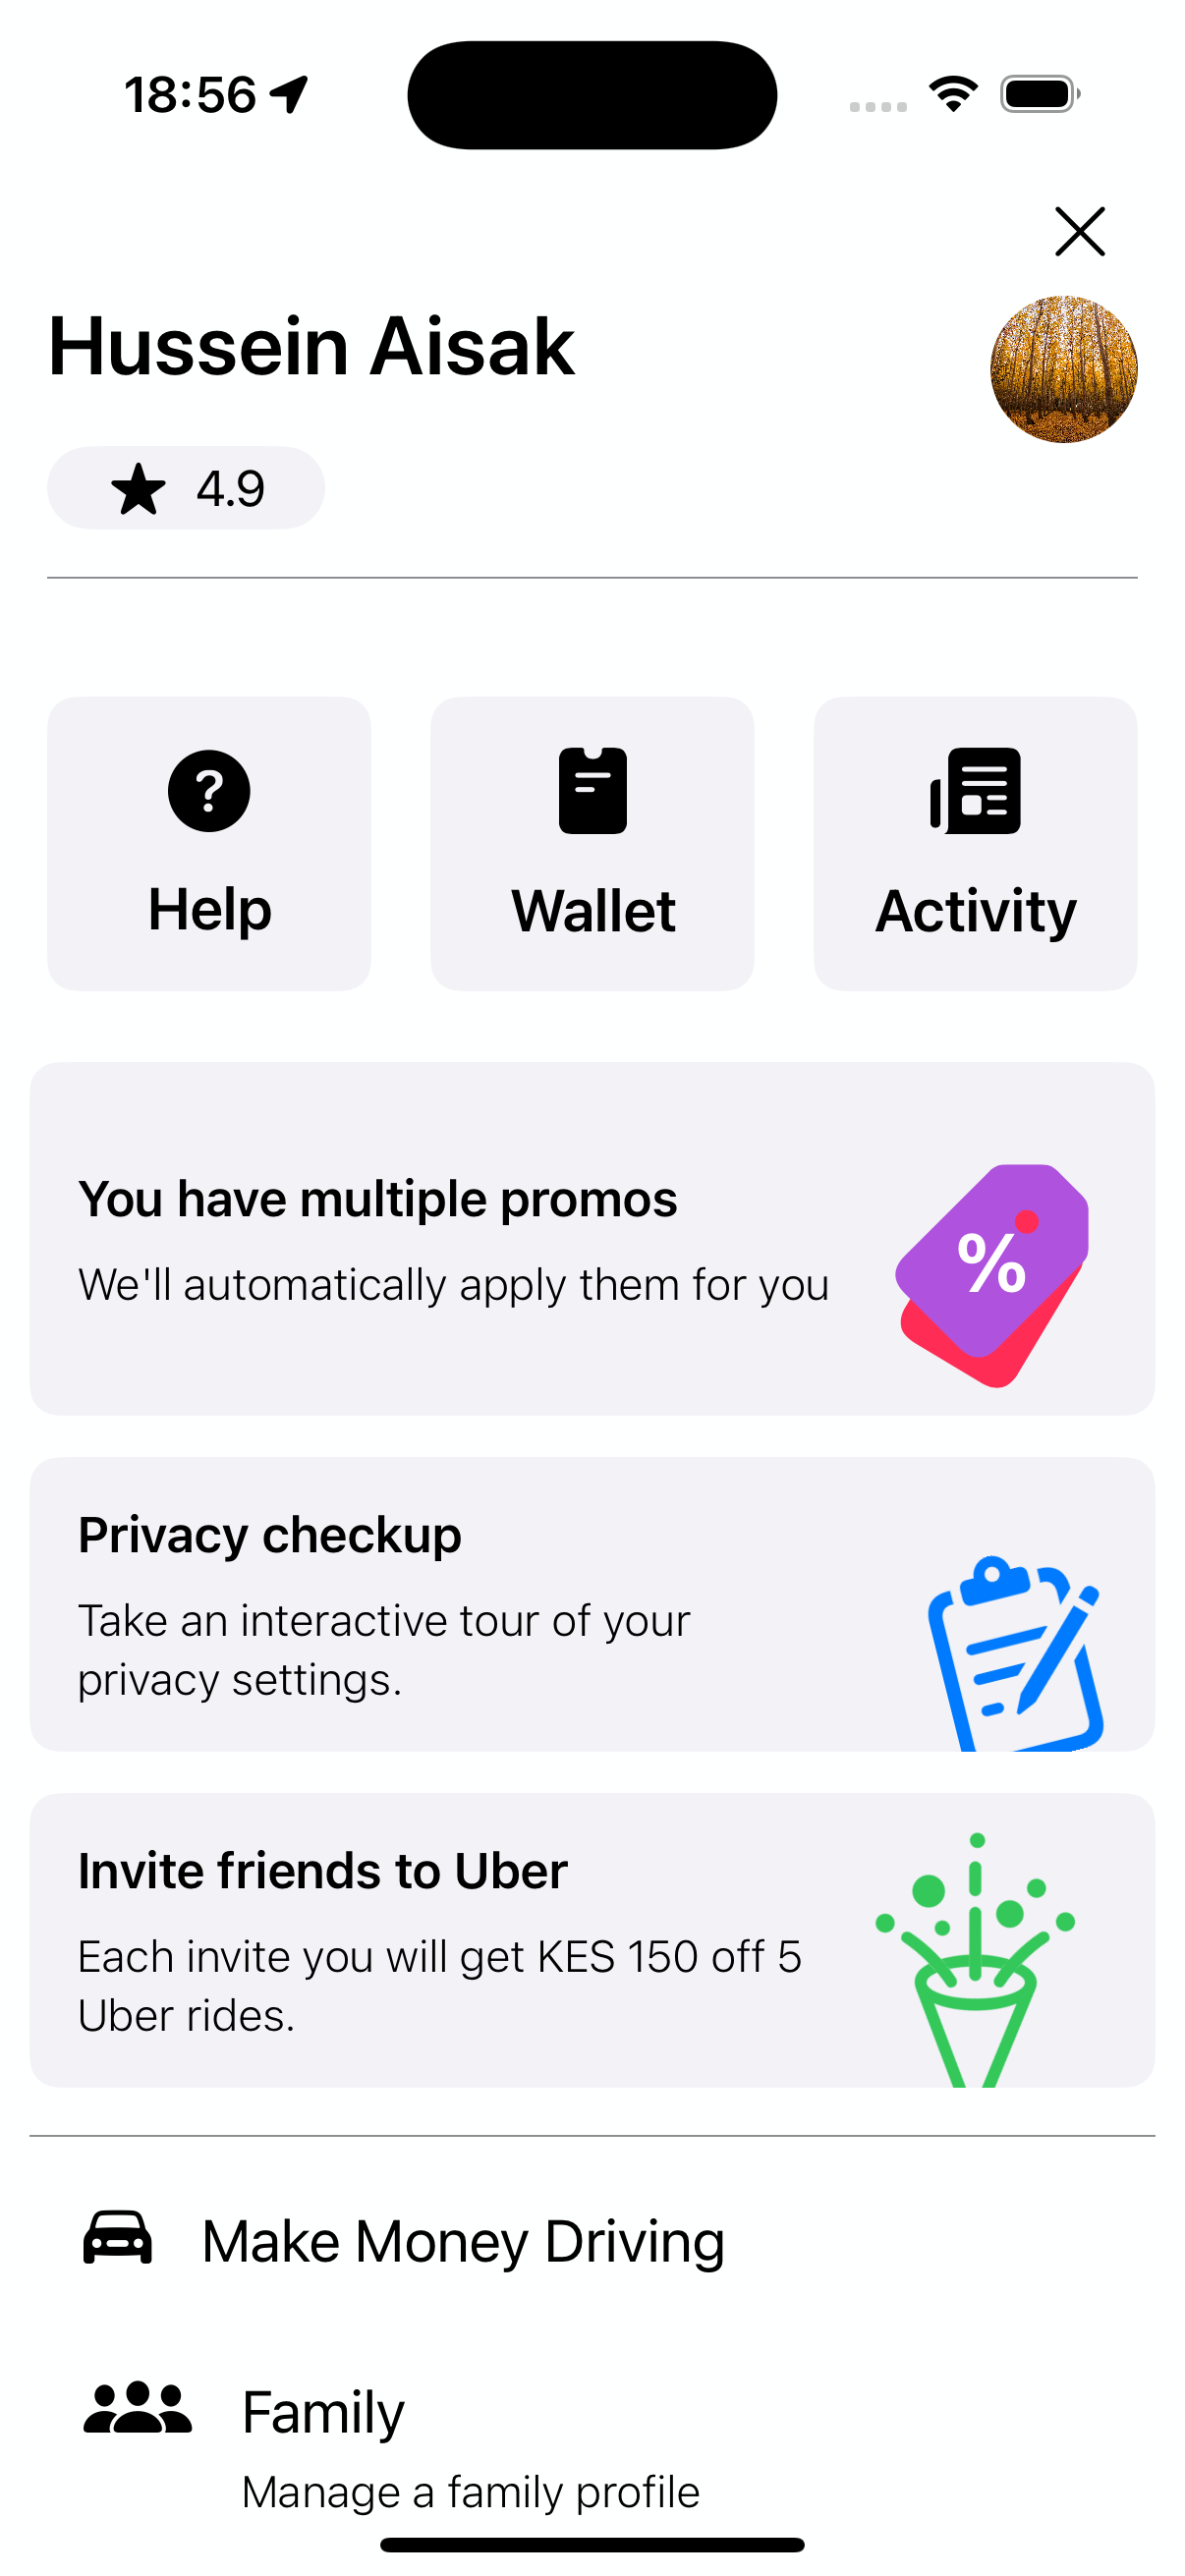 18:56
Hussein Aisak
4.9
Help
Wallet
Activity
You have multiple promos
We'll automatically apply them for you
%
Privacy checkup
Take an interactive tour of your
privacy settings.
Invite friends to Uber
Each invite you will get KES 150 off 5
Uber rides.
Make Money Driving
Family
Manage a family profile